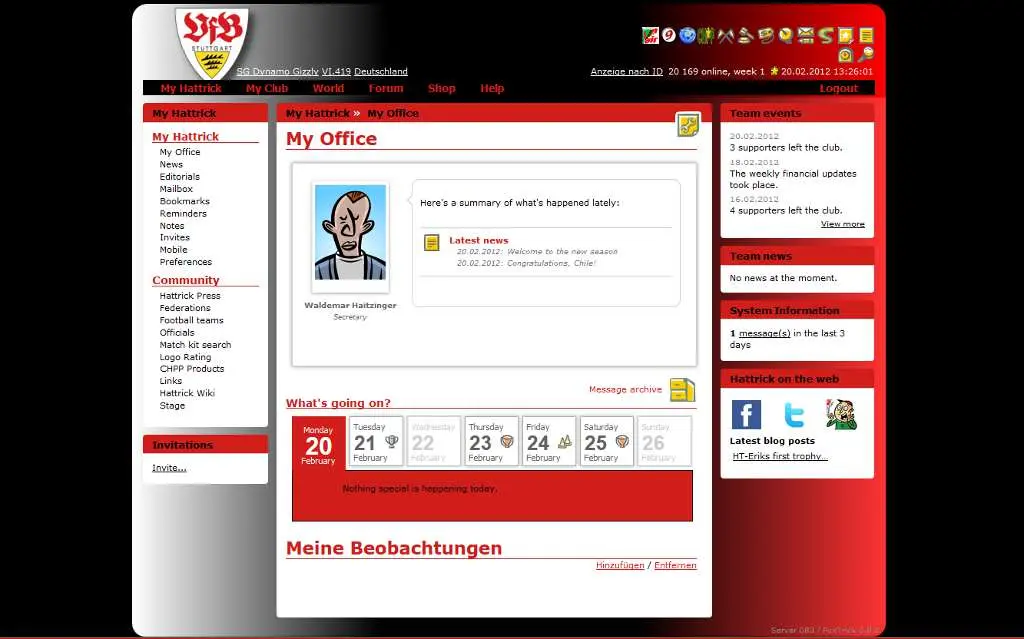 VfB
STUTTGART
SG Dynamo Gizzly VI.419 Deutschland
Anzeige nach ID 20 169 online, week 1 20.02.2012 13:26:01
My Hattrick My Club World Forum Shop Help Logout
My Hattrick
My Hattrick
My Office
News
Editorials
Mailbox
Bookmarks
Reminders
Notes
Invites
Mobile
Preferences
Community
Hattrick Press
Federations
Football teams
Officials
Match kit search
Logo Rating
CHPP Products
Links
Hattrick Wiki
Stage
Invitations
Invite...
My Hattrick » My Office
My Office
Here's a summary of what's happened lately:
Latest news
20.02.2012: Welcome to the new season
20.02.2012: Congratulations, Chile!
Waldemar Haitzinger
Secretary
Message archive
What's going on?
Monday
20
February
Tuesday
21
February
Wednesday
22
February
Thursday
23
February
Friday
24
February
Saturday
25
February
Sunday
26
February
Nothing special is happening today.
Meine Beobachtungen
Hinzufügen / Entfernen
Team events
20.02.2012
3 supporters left the club.
18.02.2012
The weekly financial updates
took place.
16.02.2012
4 supporters left the club.
View more
Team news
No news at the moment.
System Information
1 message(s) in the last 3
days
Hattrick on the web
Latest blog posts
HT-Eriks first trophy...
Server 083 /